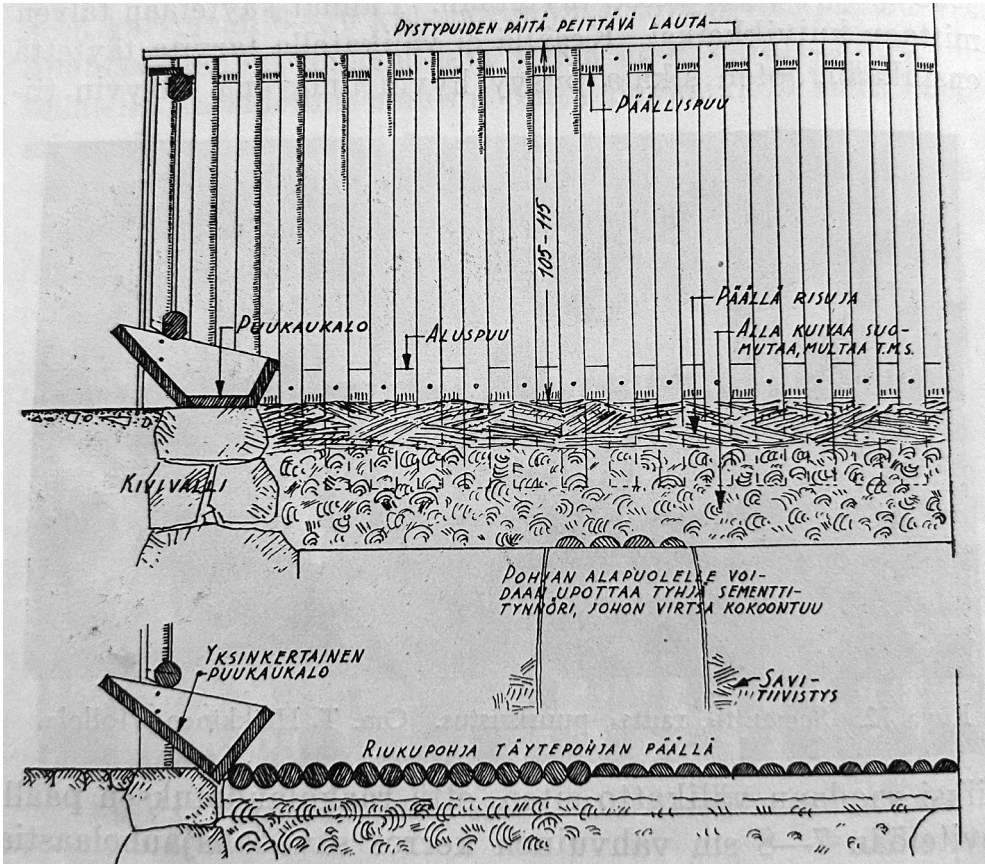 PYSTYPUIDEN PÄITÄ PEITTÄVÄ LAUTA
PÄÄLLISPUU
105-115
PÄÄLLÄ RISUJA
PUUKAUKALO
ALUSPUU
ALLA KUIVAA SUO-
MUTAA, MULTAA T.M.S.
KIVIVALLI
POHJAN ALAPUOLELLE VOI-
DAAN UPOTTAA TYHJÄ SEMENTTI-
TYNNÖRI, JOHON VIRTSA KOKOONTUU
YKSINKERTAINEN
PUUKAUKALO
SAVI-
TIIVISTYS
RIUKUPOHJA TÄYTEPOHJAN PÄÄLLÄ